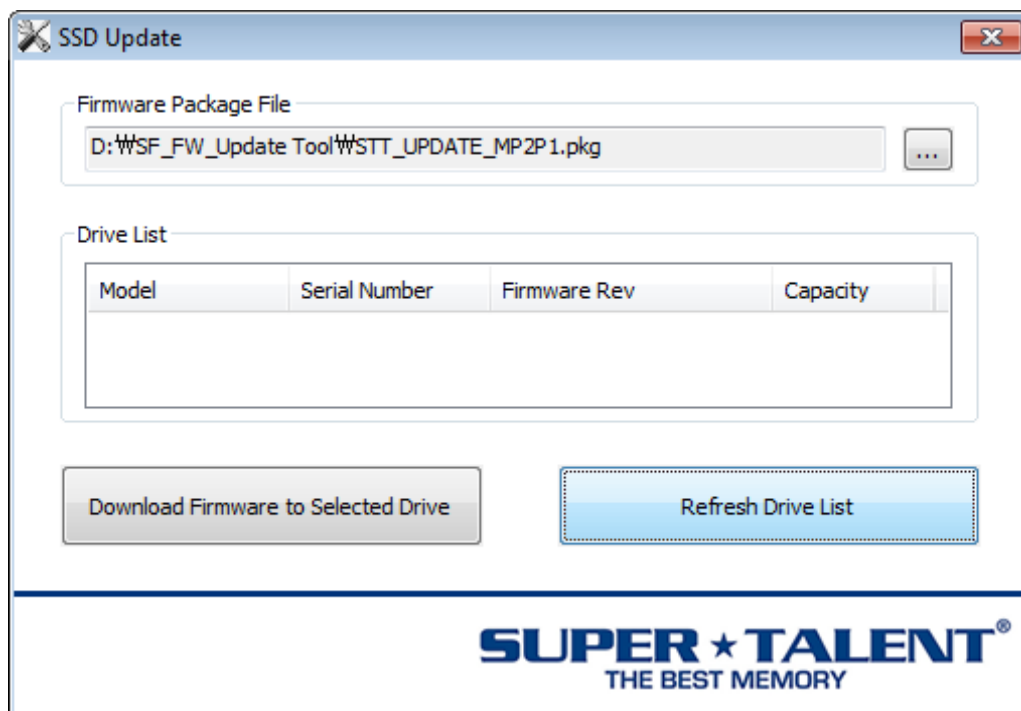 SSD Update
Firmware Package File
D:₩SF_FW_Update Tool₩STT_UPDATE_MP2P1.pkg
...
Drive List
Model Serial Number Firmware Rev Capacity
Download Firmware to Selected Drive Refresh Drive List
SUPER★TALENT®
THE BEST MEMORY